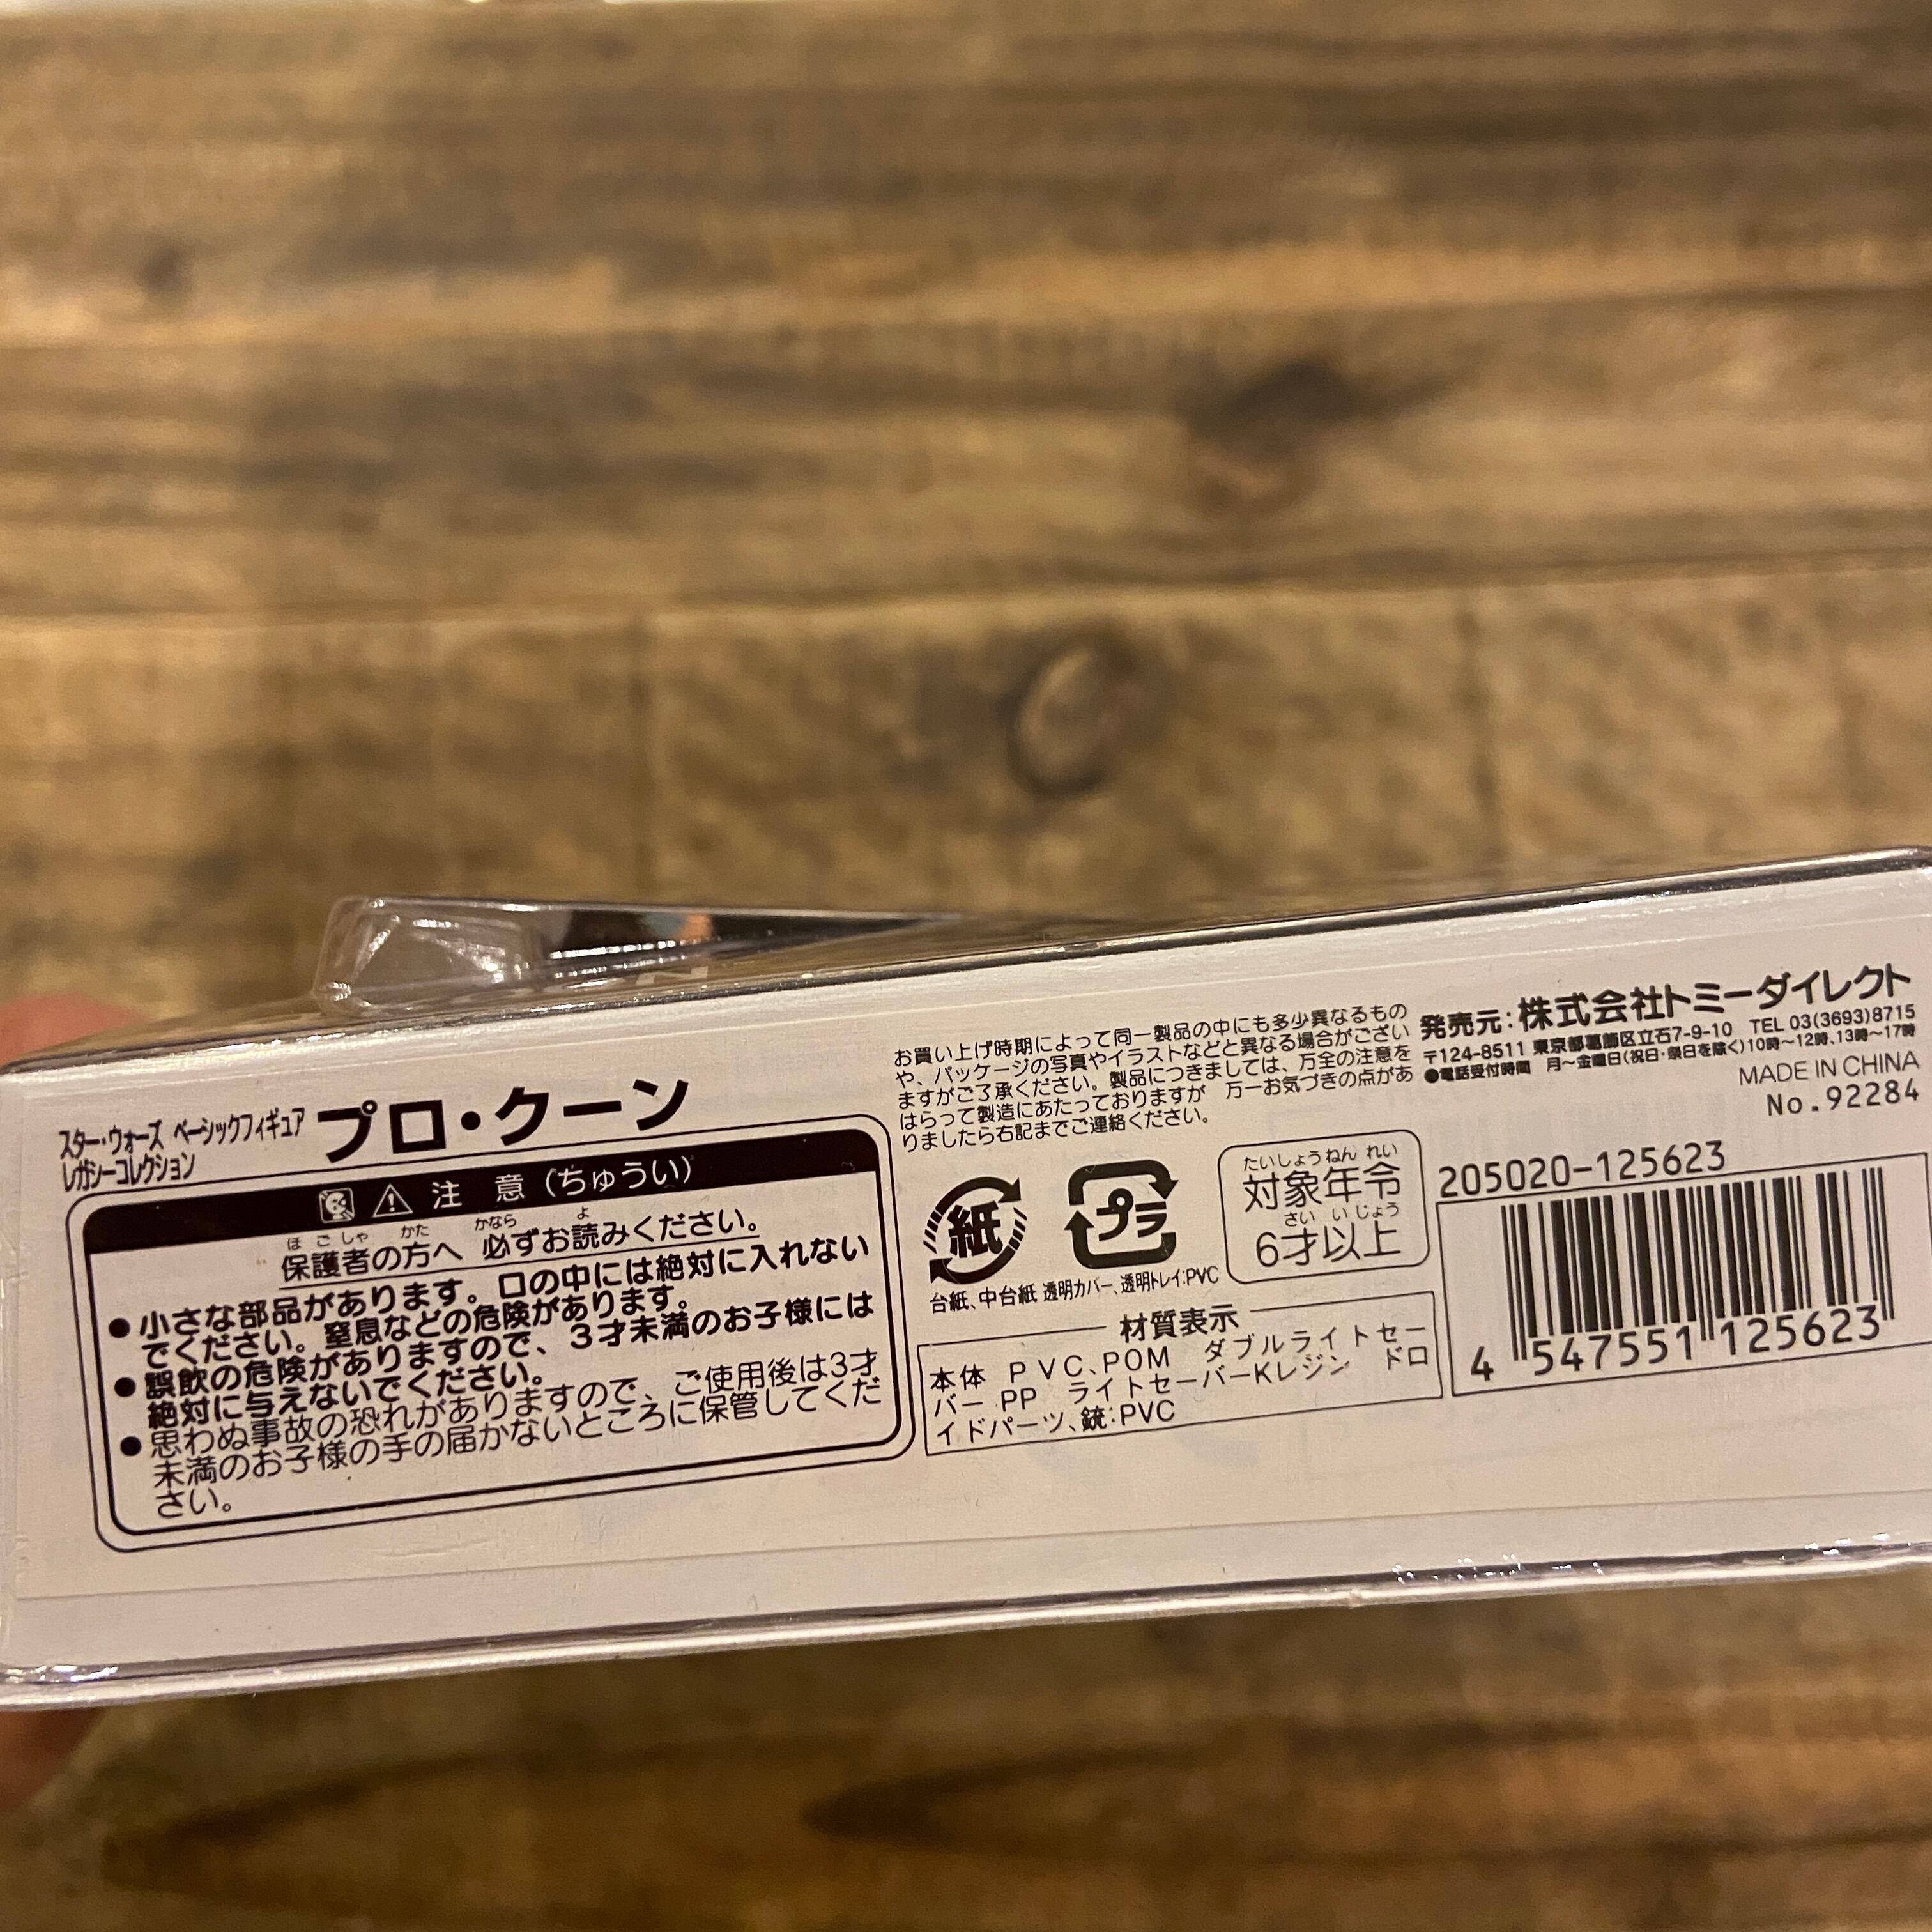 スター・ウォーズ ベーシックフィギュア
レガシーコレクション
プロ・クーン
注 意(ちゅうい)
ほごしゃ かた かなら よ
保護者の方へ 必ずお読みください。
●小さな部品があります。口の中には絶対に入れない
でください。窒息などの危険があります。
●誤飲の危険がありますので、3才未満のお子様には
絶対に与えないでください。
●思わぬ事故の恐れがありますので、ご使用後は3才
未満のお子様の手の届かないところに保管してくだ
さい。
お買い上げ時期によって同一製品の中にも多少異なるもの
や、パッケージの写真やイラストなどと異なる場合がござい
ますがご了承ください。製品につきましては、万全の注意を
はらって製造にあたっておりますが 万一お気づきの点があ
りましたら右記までご連絡ください。
紙
プラ
台紙、中台紙 透明カバー、透明トレイ:PVC
たいしょうねんれい
対象年令
さいいじょう
6才以上
材質表示
本体 PVC、POM ダブルライトセー
バー PP ライトセーバーKレジン ドロ
イドパーツ、銃:PVC
発売元:株式会社トミーダイレクト
〒124-8511 東京都葛飾区立石7-9-10 TEL 03(3693)8715
●電話受付時間 月〜金曜日(祝日・祭日を除く)10時〜12時、13時〜17時
MADE IN CHINA
No.92284
205020-125623
4 547551 125623